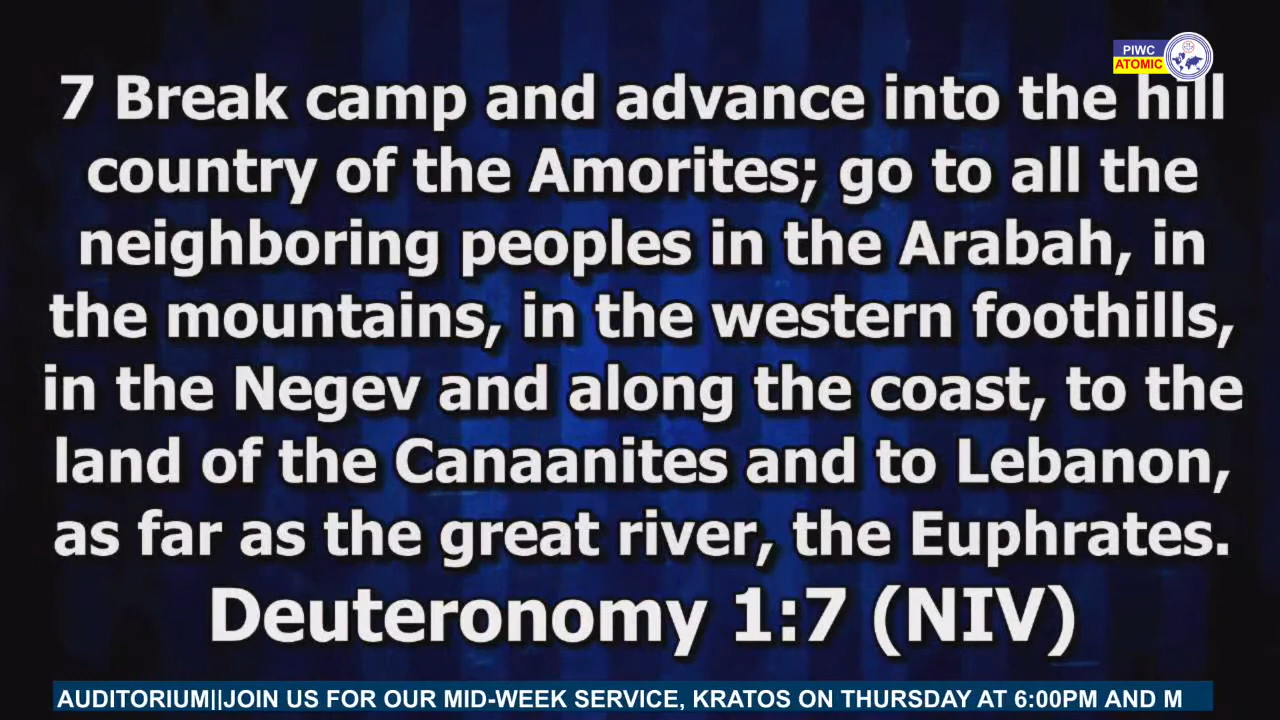 PIWC
ATOMIC
7 Break camp and advance into the hill
country of the Amorites; go to all the
neighboring peoples in the Arabah, in
the mountains, in the western foothills,
in the Negev and along the coast, to the
land of the Canaanites and to Lebanon,
as far as the great river, the Euphrates.
Deuteronomy 1:7 (NIV)
AUDITORIUM||JOIN US FOR OUR MID-WEEK SERVICE, KRATOS ON THURSDAY AT 6:00PM AND M